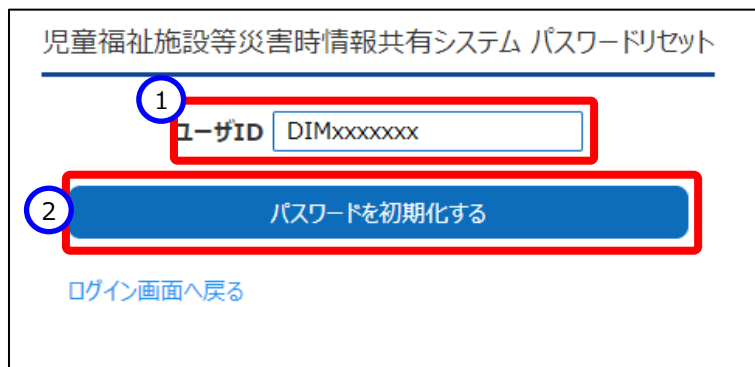 児童福祉施設等災害時情報共有システム パスワードリセット
1
ユーザID DIMxxxxxxx
2 パスワードを初期化する
ログイン画面へ戻る